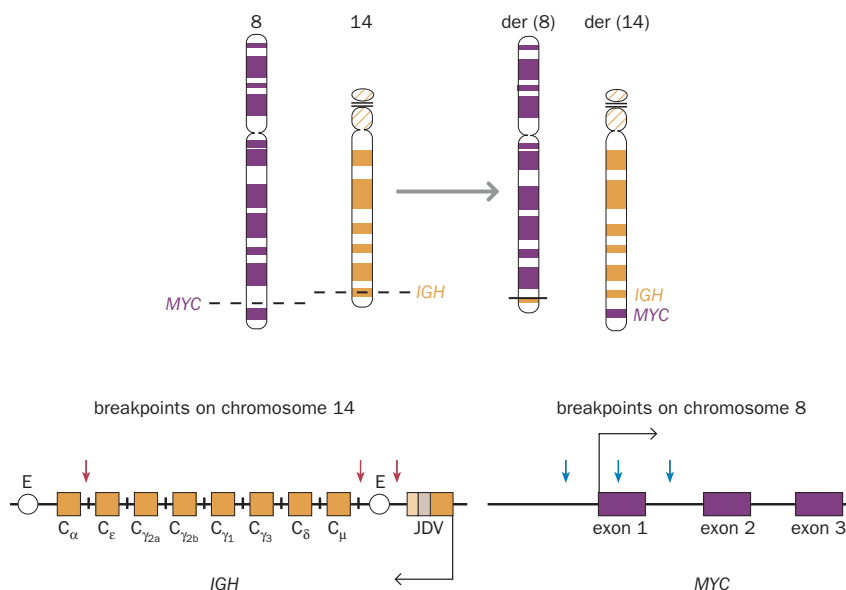 8 14 der (8) der (14)
MYC IGH IGH
MYC
breakpoints on chromosome 14 breakpoints on chromosome 8
E E
Cα Cε Cγ2a Cγ2b Cγ1 Cγ3 Cδ Cμ JDV exon 1 exon 2 exon 3
IGH MYC